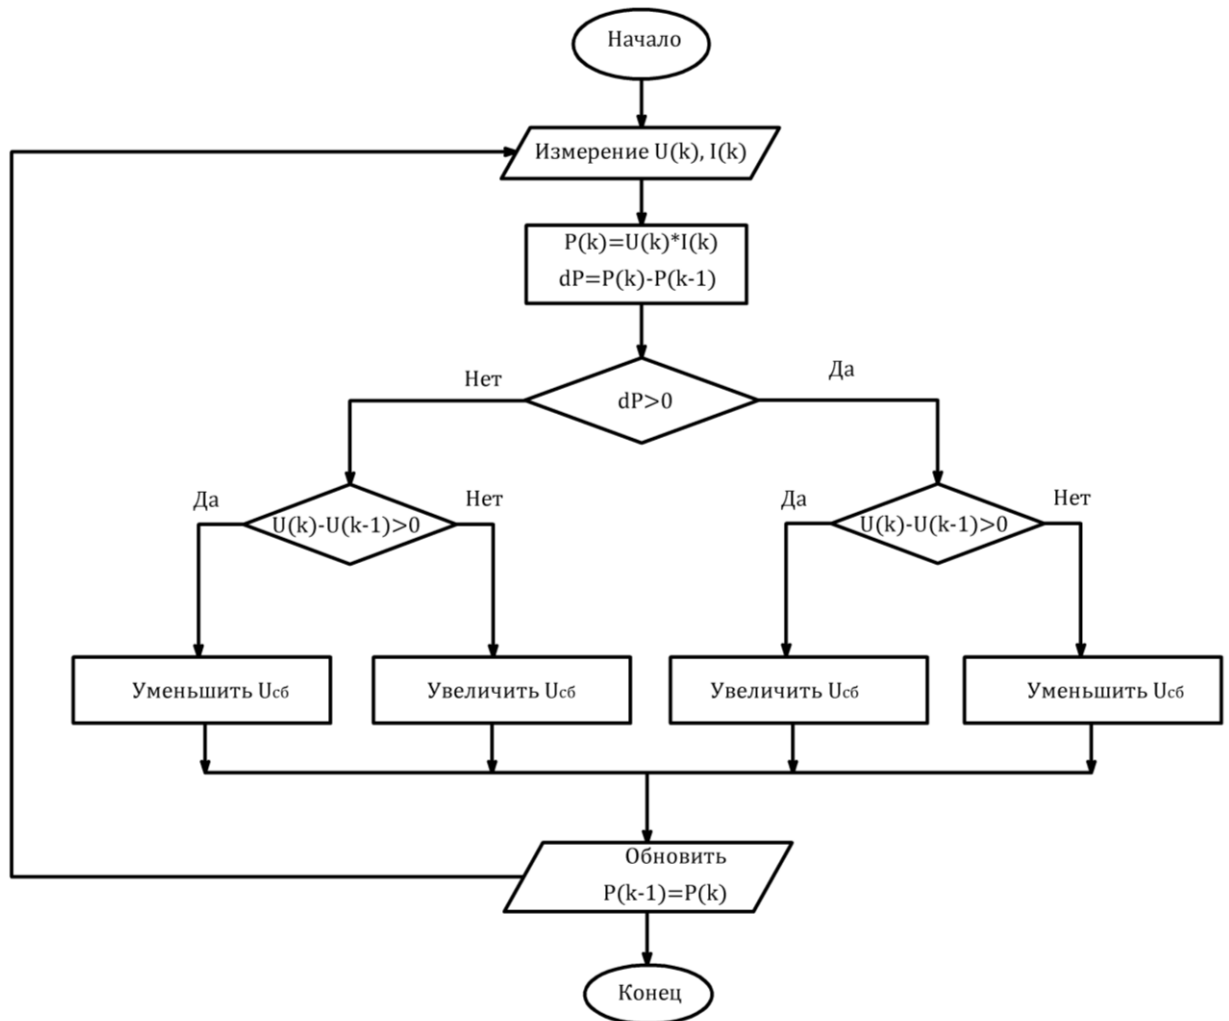 Начало
Измерение U(k), I(k)
P(k)=U(k)*I(k)
dP=P(k)-P(k-1)
Нет
Да
dP>0
Да
Нет
Да
Нет
U(k)-U(k-1)>0
U(k)-U(k-1)>0
Уменьшить Uсб
Увеличить Uсб
Увеличить Uсб
Уменьшить Uсб
Обновить
P(k-1)=P(k)
Конец